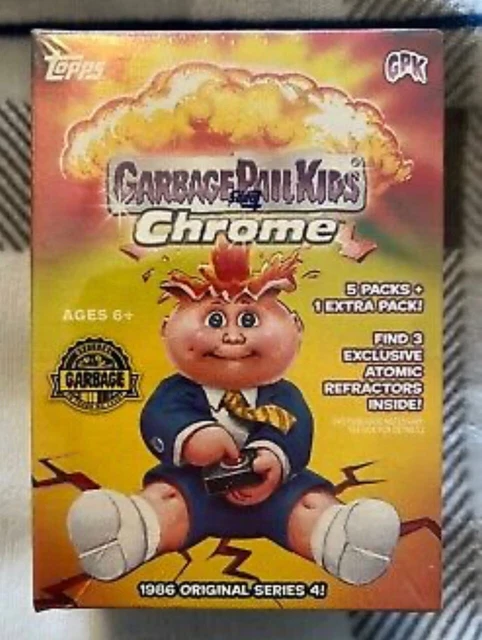 TOPPS
GPK
GARBAGE PAIL KIDS®
Chrome
AGES 6+
5 PACKS +
1 EXTRA PACK!
FIND 3
EXCLUSIVE
ATOMIC
REFRACTORS
INSIDE!
GARBAGE
1986 ORIGINAL SERIES 4!